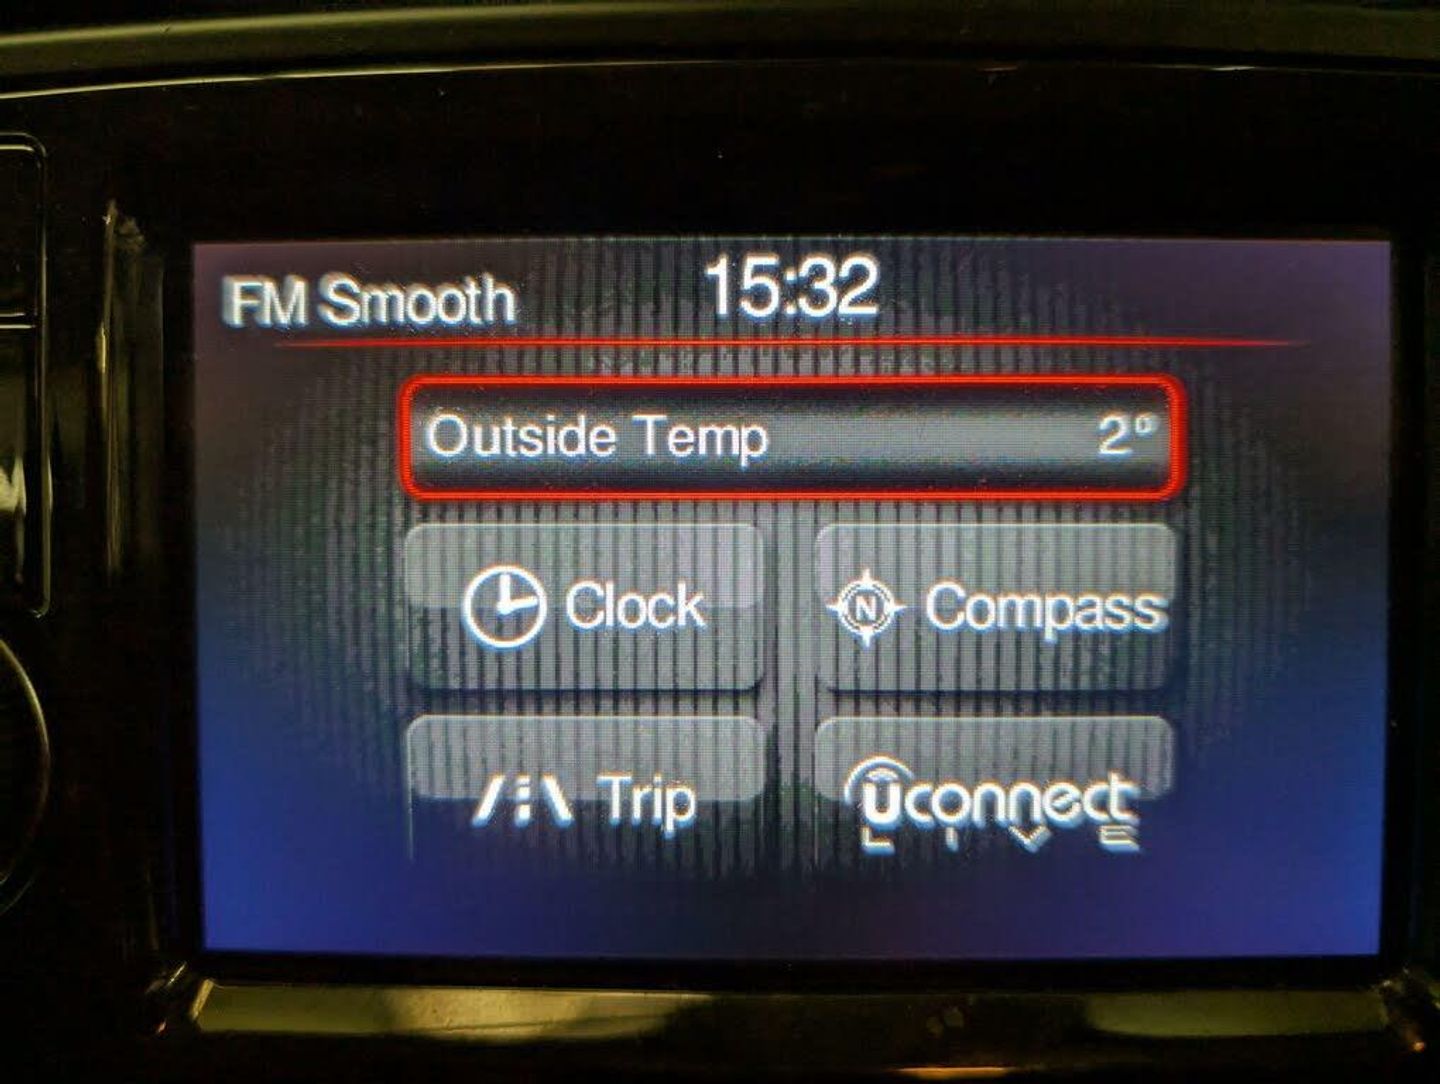 FM Smooth 15:32
Outside Temp 2°
Clock
N Compass
Trip
uconnect
LIVE